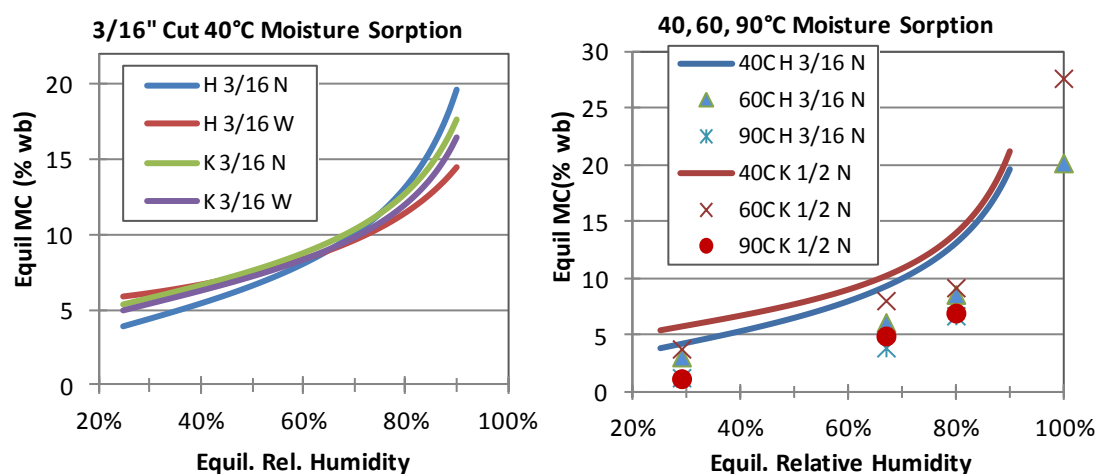 3/16" Cut 40°C Moisture Sorption
20
15
10
5
0
Equil MC (% wb)
H 3/16 N
H 3/16 W
K 3/16 N
K 3/16 W
20%
40%
60%
80%
100%
Equil. Rel. Humidity
40, 60, 90°C Moisture Sorption
30
25
20
15
10
5
0
Equil MC(% wb)
40C H 3/16 N
60C H 3/16 N
90C H 3/16 N
40C K 1/2 N
60C K 1/2 N
90C K 1/2 N
20%
40%
60%
80%
100%
Equil. Relative Humidity